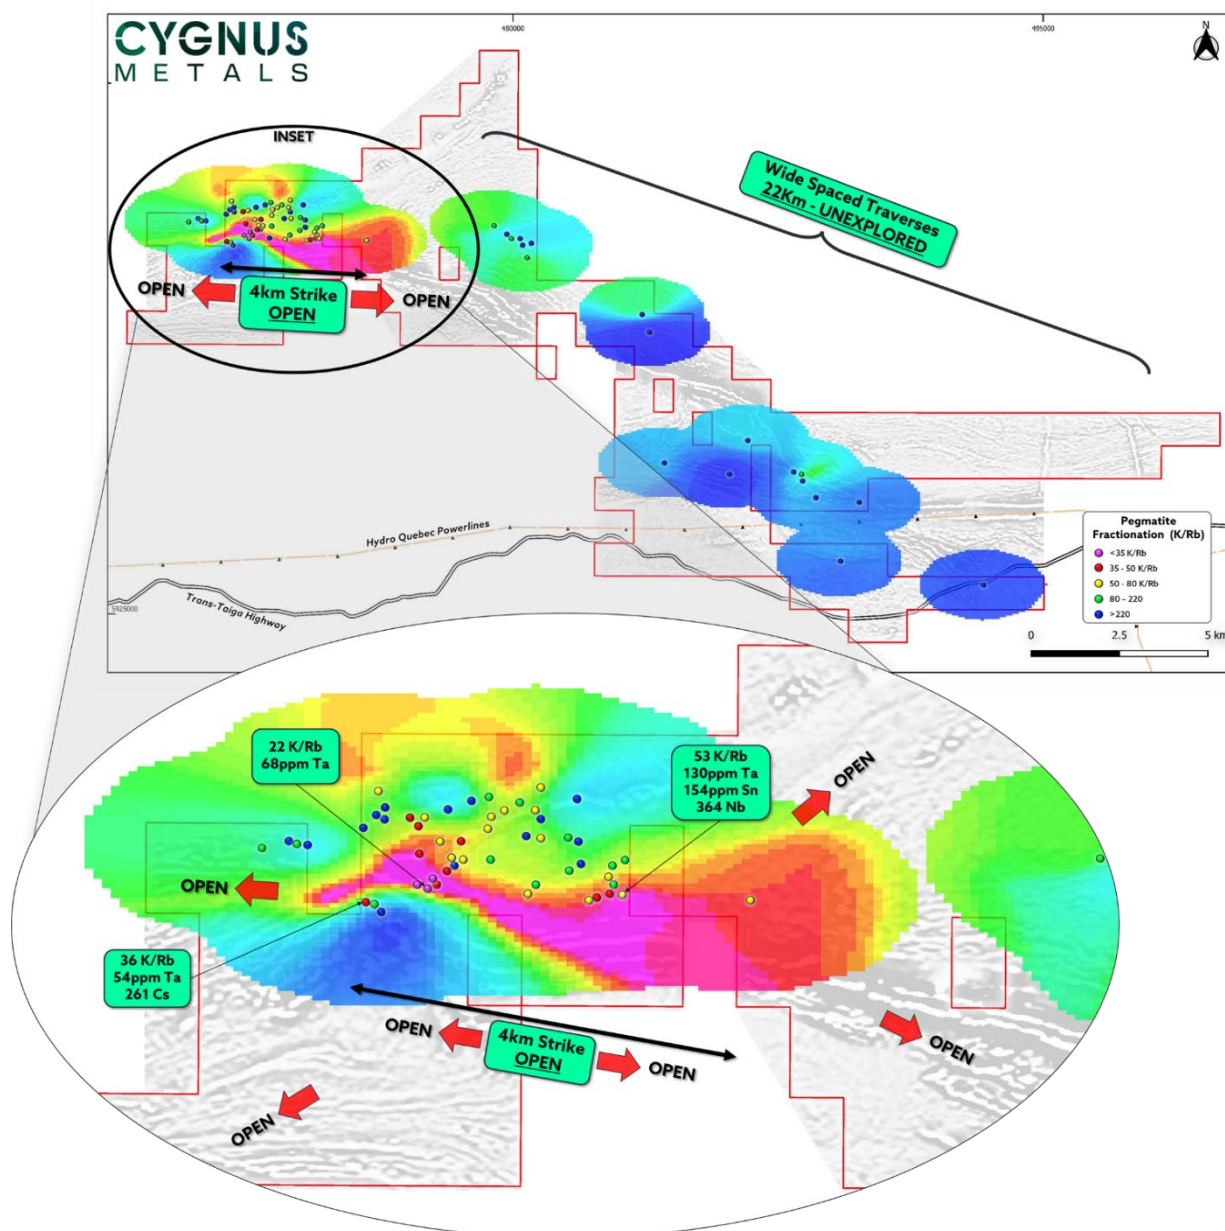 CYGNUS
METALS
480000
495000
N
INSET
Wide Spaced Traverses
22Km - UNEXPLORED
OPEN
4km Strike
OPEN
OPEN
Hydro Quebec Powerlines
Trans-Taiga Highway
5925000
Pegmatite
Fractionation (K/Rb)
<35 K/Rb
35 - 50 K/Rb
50 - 80 K/Rb
80 - 220
>220
0 2.5 5 km
22 K/Rb
68ppm Ta
53 K/Rb
130ppm Ta
154ppm Sn
364 Nb
OPEN
OPEN
36 K/Rb
54ppm Ta
261 Cs
OPEN
4km Strike
OPEN
OPEN
OPEN
OPEN